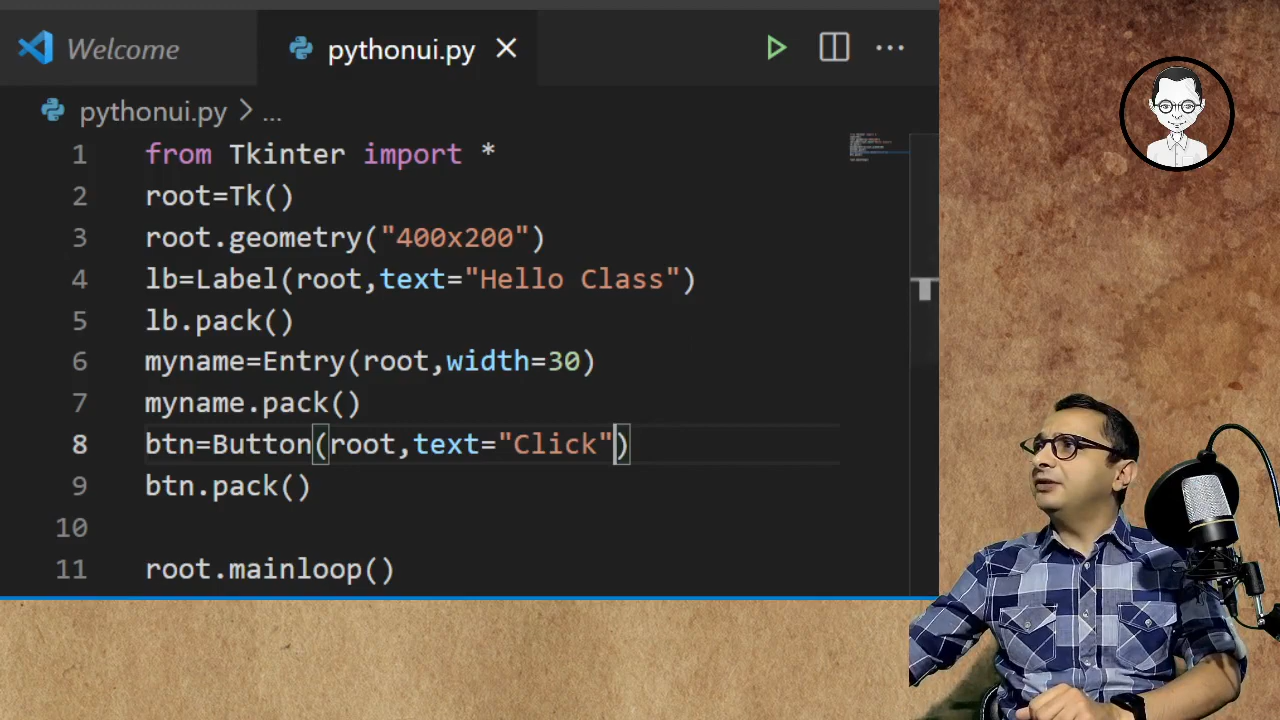 Welcome
pythonui.py
pythonui.py > ...
1 from Tkinter import *
2 root=Tk()
3 root.geometry("400x200")
4 lb=Label(root,text="Hello Class")
5 lb.pack()
6 myname=Entry(root,width=30)
7 myname.pack()
8 btn=Button(root,text="Click")
9 btn.pack()
10
11 root.mainloop()